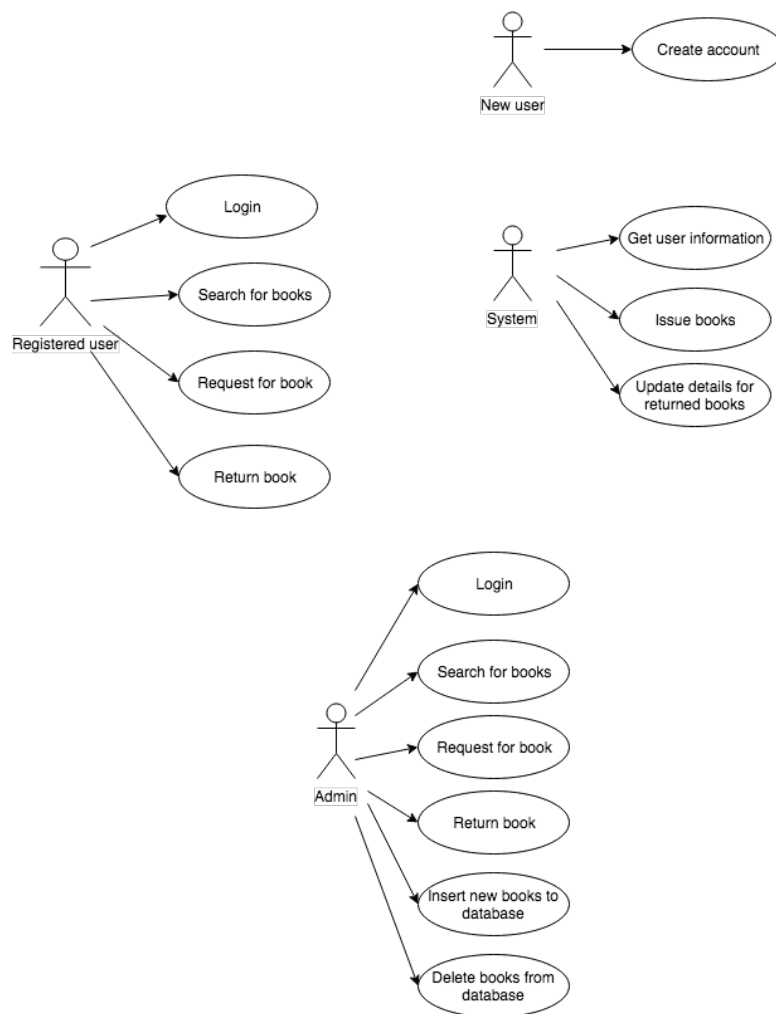 Create account
New user
Login
Search for books
Registered user
Request for book
Return book
Get user information
System
Issue books
Update details for
returned books
Login
Search for books
Request for book
Admin
Return book
Insert new books to
database
Delete books from
database